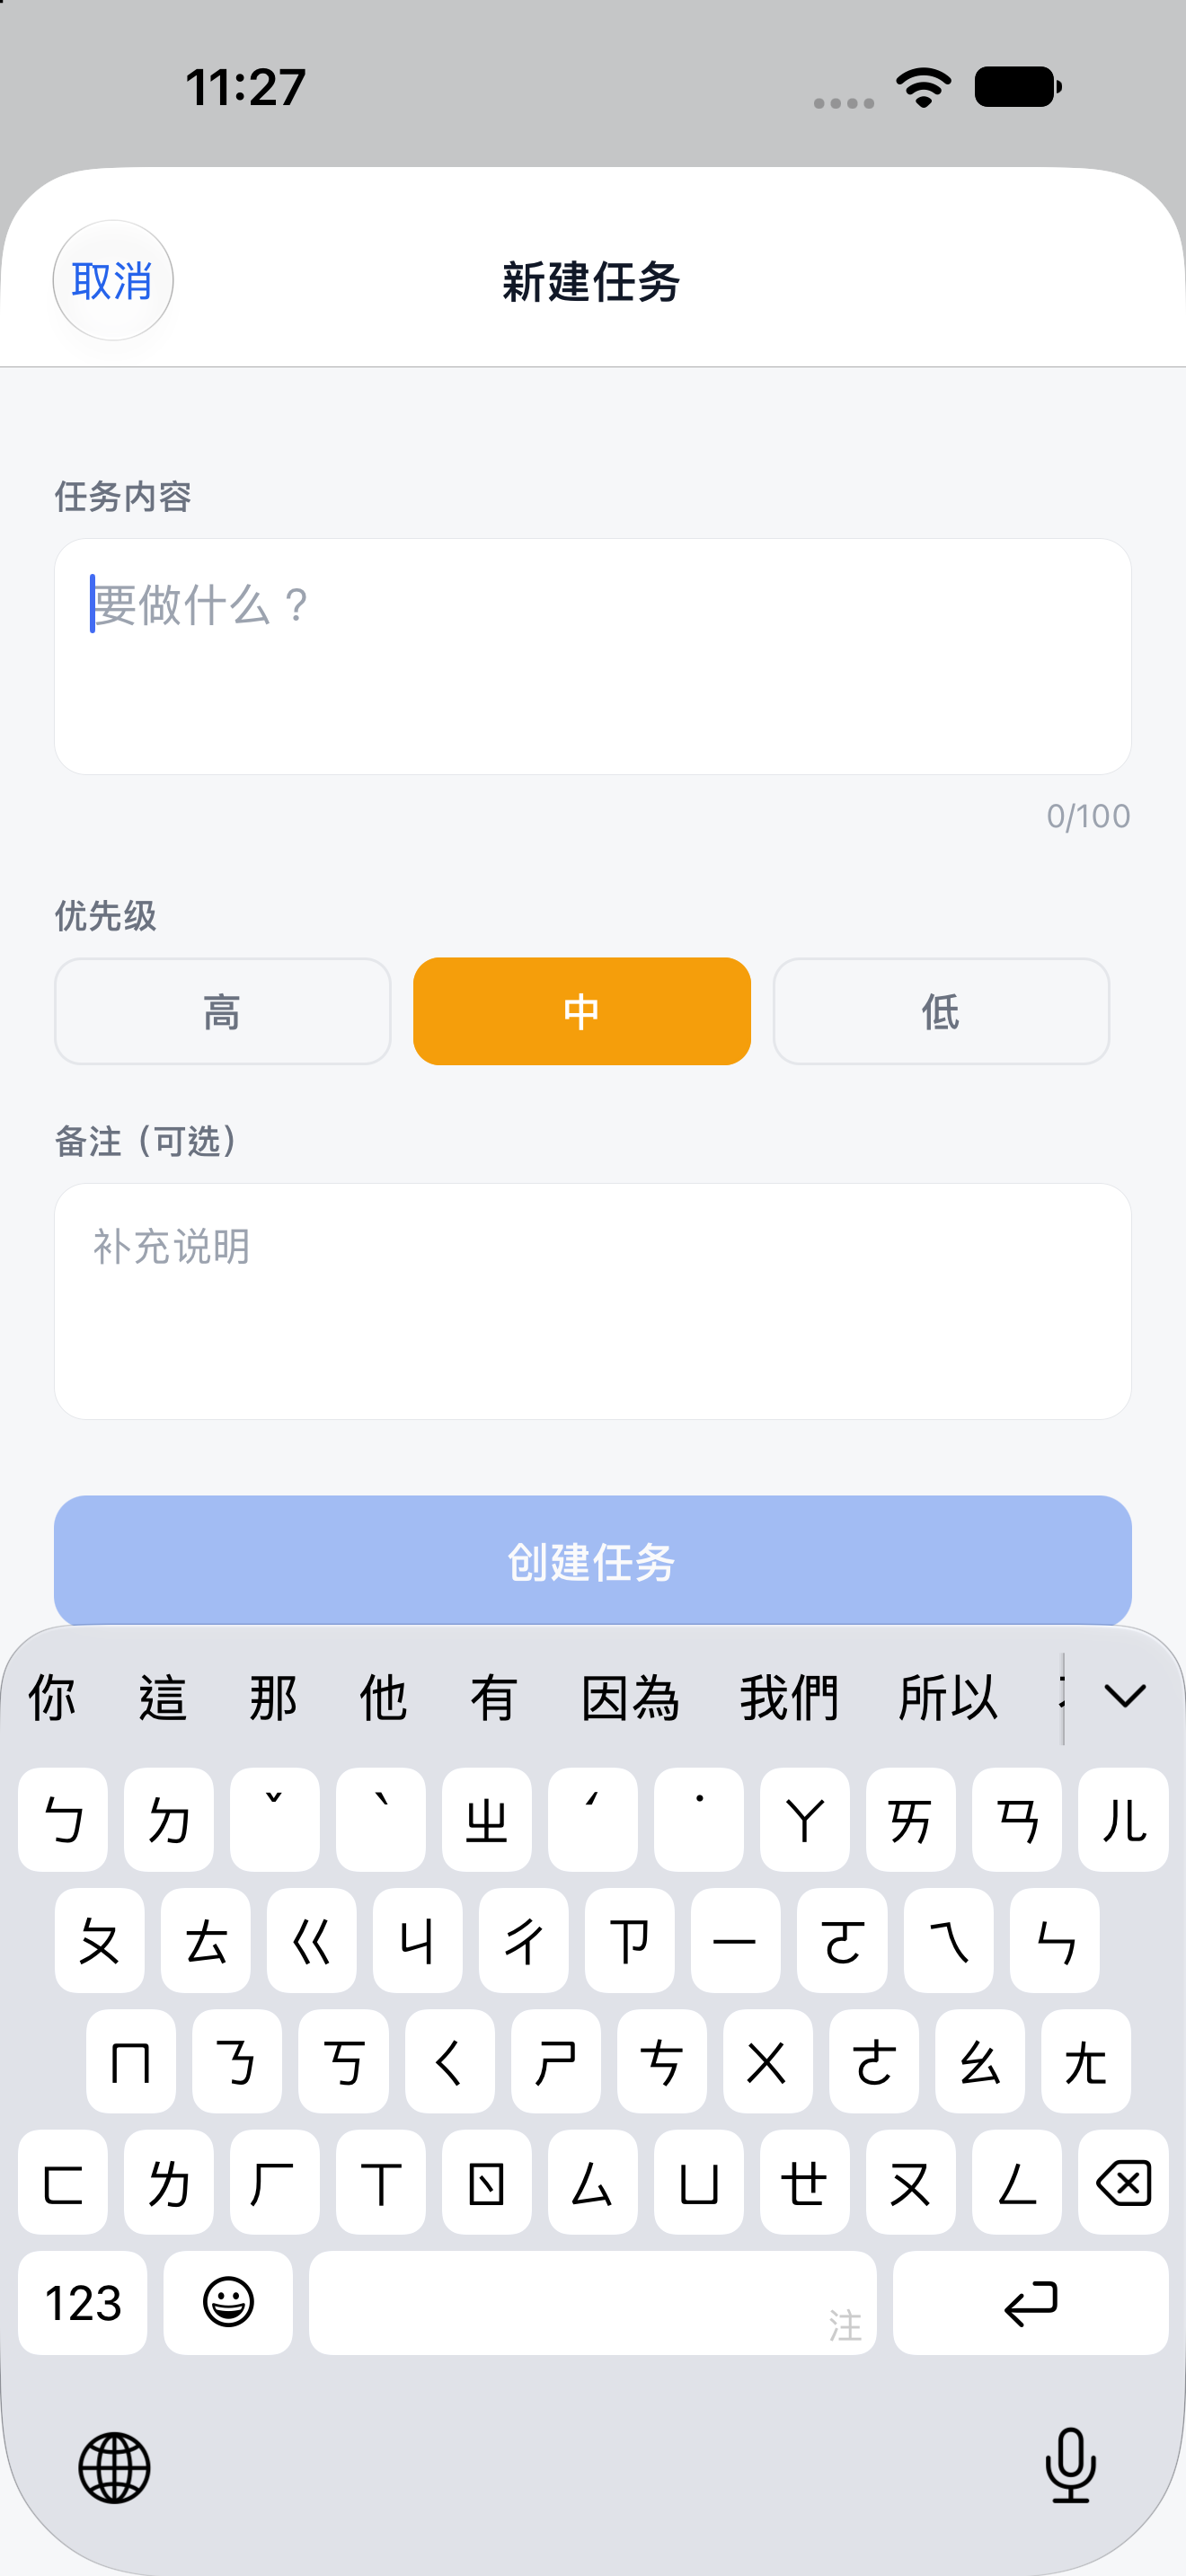 11:27
取消
新建任务
任务内容
要做什么？
0/100
优先级
高 中 低
备注（可选）
补充说明
创建任务
你 這 那 他 有 因為 我們 所以
ㄅ ㄉ ˇ ˋ ㄓ ˊ ˙ ㄚ ㄞ ㄢ ㄦ
ㄆ ㄊ ㄍ ㄐ ㄔ ㄗ ㄧ ㄛ ㄟ ㄣ
ㄇ ㄋ ㄎ ㄑ ㄕ ㄘ ㄨ ㄜ ㄠ ㄤ
ㄈ ㄌ ㄏ ㄒ ㄖ ㄙ ㄩ ㄝ ㄡ ㄥ
123 注